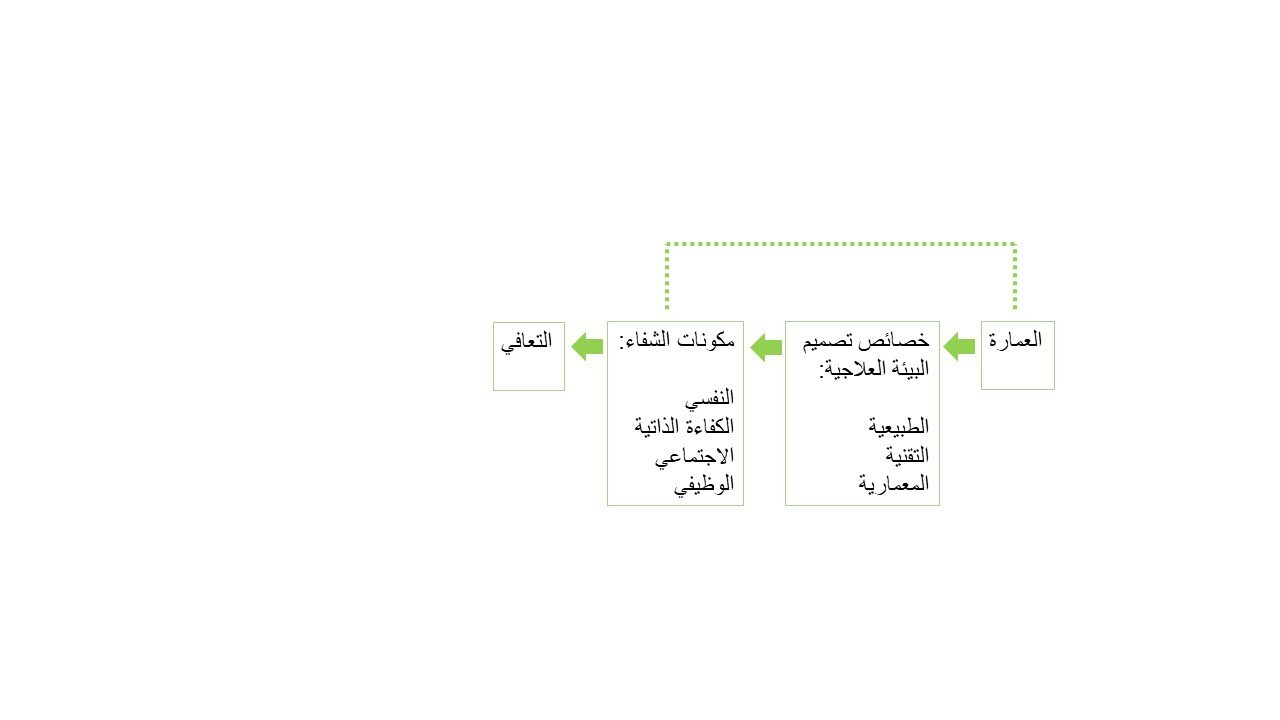 العمارة
خصائص تصميم
البيئة العلاجية:
الطبيعية
التقنية
المعمارية
مكونات الشفاء:
النفسي
الكفاءة الذاتية
الاجتماعي
الوظيفي
التعافي